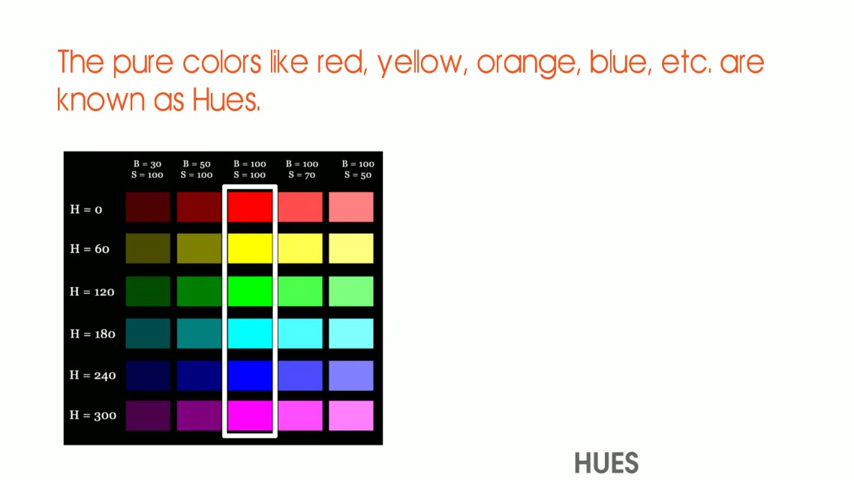 The pure colors like red, yellow, orange, blue, etc. are
known as Hues.
B = 30 B = 50 B = 100 B = 100 B = 100
S = 100 S = 100 S = 100 S = 70 S = 50
H = 0
H = 60
H = 120
H = 180
H = 240
H = 300
HUES